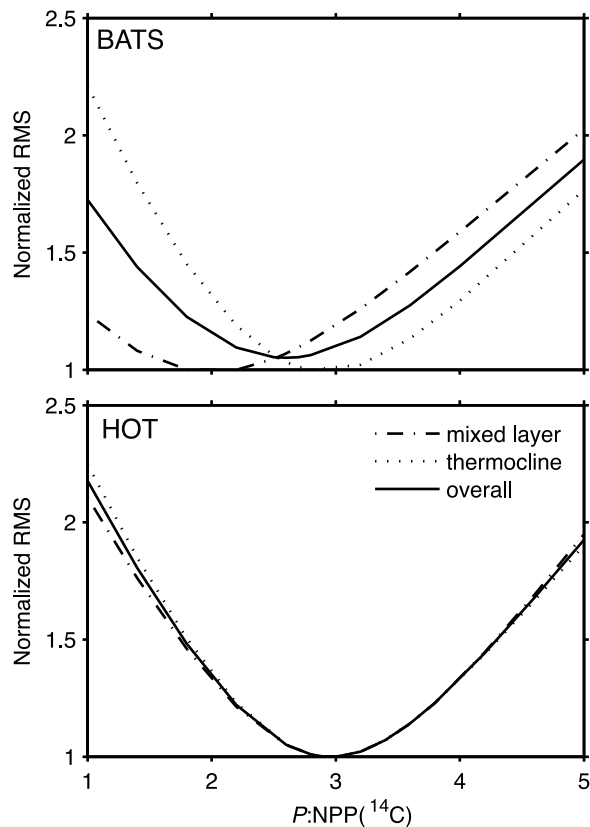 2.5
BATS
2
Normalized RMS
1.5
1
2.5
HOT
mixed layer
thermocline
overall
2
Normalized RMS
1.5
1
1 2 3 4 5
P:NPP(¹⁴C)